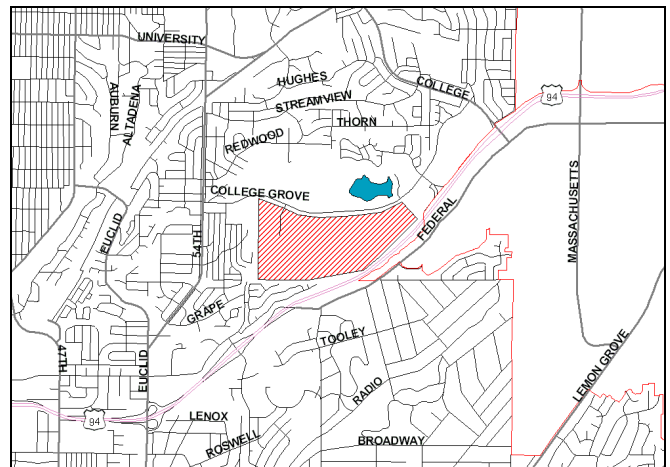 UNIVERSITY
HUGHES
COLLEGE
94
AUBURN
ALTADENA
STREAMVIEW
THORN
REDWOOD
COLLEGE GROVE
EUCLID
54TH
FEDERAL
MASSACHUSETTS
GRAPE
TOOLEY
47TH
EUCLID
RADIO
LEMON GROVE
94
LENOX
ROSWELL
BROADWAY